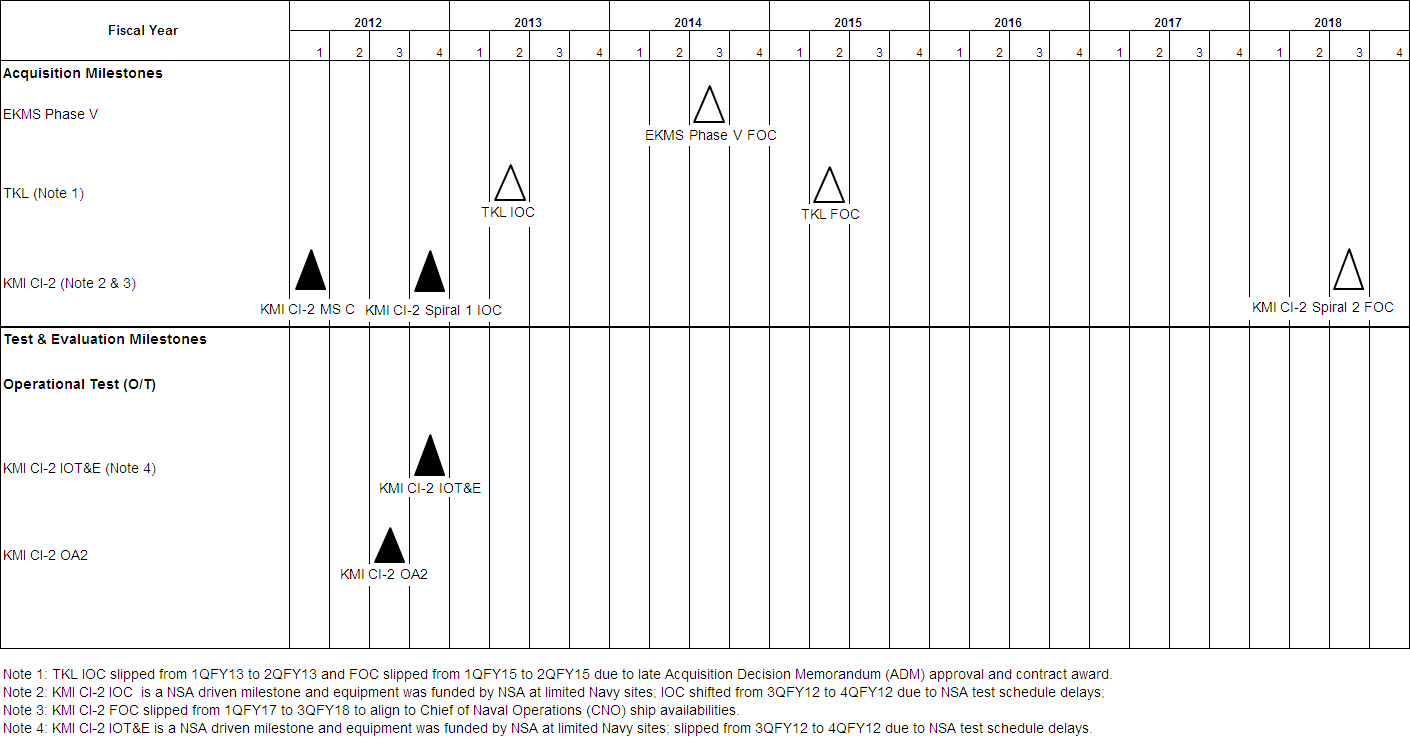 Fiscal Year 2012 2013 2014 2015 2016 2017 2018
1 2 3 4 1 2 3 4 1 2 3 4 1 2 3 4 1 2 3 4 1 2 3 4 1 2 3 4
Acquisition Milestones
EKMS Phase V
EKMS Phase V FOC
TKL (Note 1)
TKL IOC TKL FOC
KMI CI-2 (Note 2 & 3)
KMI CI-2 MS C KMI CI-2 Spiral 1 IOC KMI CI-2 Spiral 2 FOC
Test & Evaluation Milestones
Operational Test (O/T)
KMI CI-2 IOT&E (Note 4)
KMI CI-2 IOT&E
KMI CI-2 OA2
KMI CI-2 OA2
Note 1: TKL IOC slipped from 1QFY13 to 2QFY13 and FOC slipped from 1QFY15 to 2QFY15 due to late Acquisition Decision Memorandum (ADM) approval and contract award.
Note 2: KMI CI-2 IOC  is a NSA driven milestone and equipment was funded by NSA at limited Navy sites; IOC shifted from 3QFY12 to 4QFY12 due to NSA test schedule delays;
Note 3: KMI CI-2 FOC slipped from 1QFY17 to 3QFY18 to align to Chief of Naval Operations (CNO) ship availabilities.
Note 4: KMI CI-2 IOT&E is a NSA driven milestone and equipment was funded by NSA at limited Navy sites; slipped from 3QFY12 to 4QFY12 due to NSA test schedule delays.